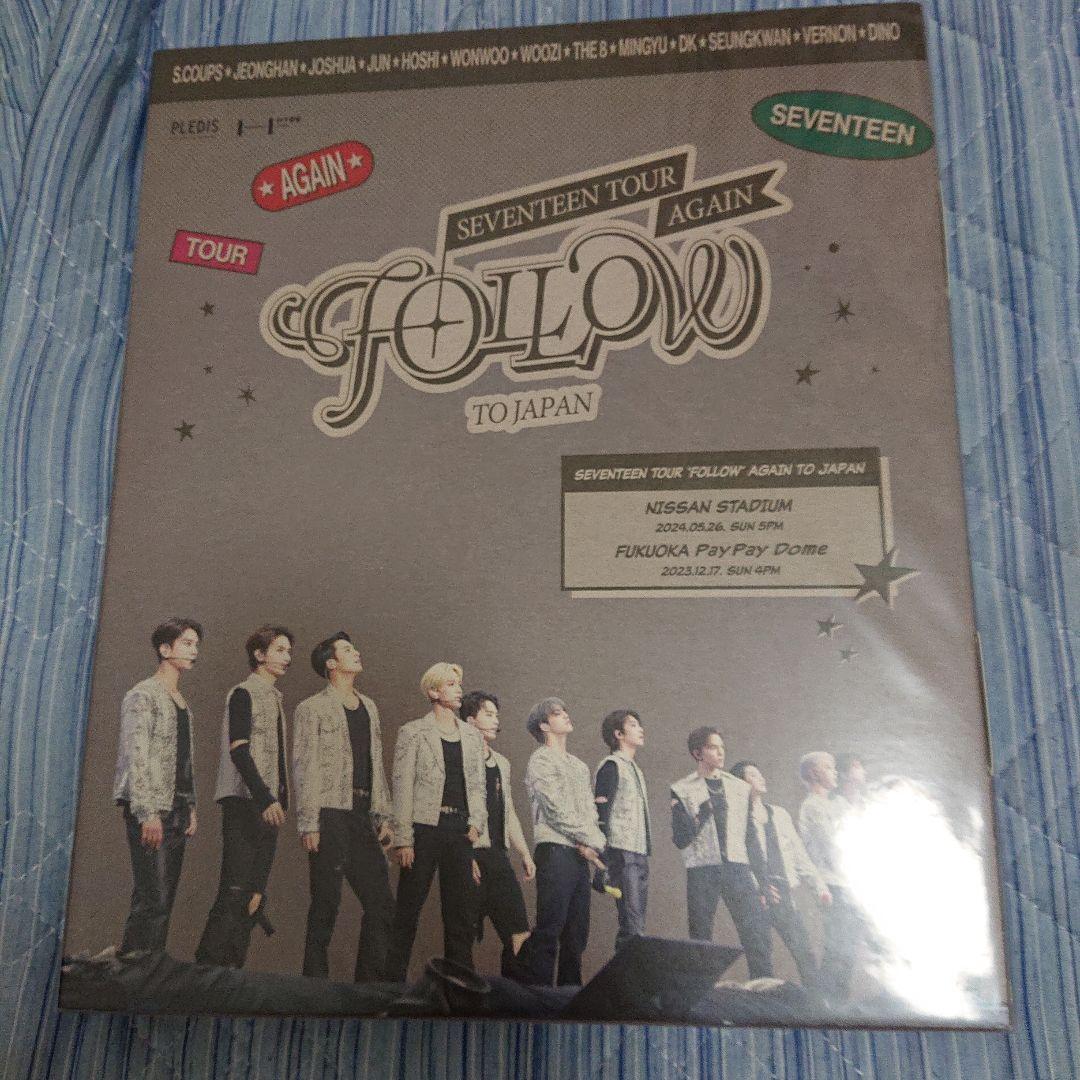 S.COUPS★JEONGHAN★JOSHUA★JUN★HOSHI★WONWOO★WOOZI★THE 8★MINGYU★DK★SEUNGKWAN★VERNON★DINO
PLEDIS
SEVENTEEN
★AGAIN★
TOUR
SEVENTEEN TOUR
AGAIN
FOLLOW
TO JAPAN
SEVENTEEN TOUR 'FOLLOW' AGAIN TO JAPAN
NISSAN STADIUM
2024.05.26. SUN 5PM
FUKUOKA PayPay Dome
2023.12.17. SUN 4PM